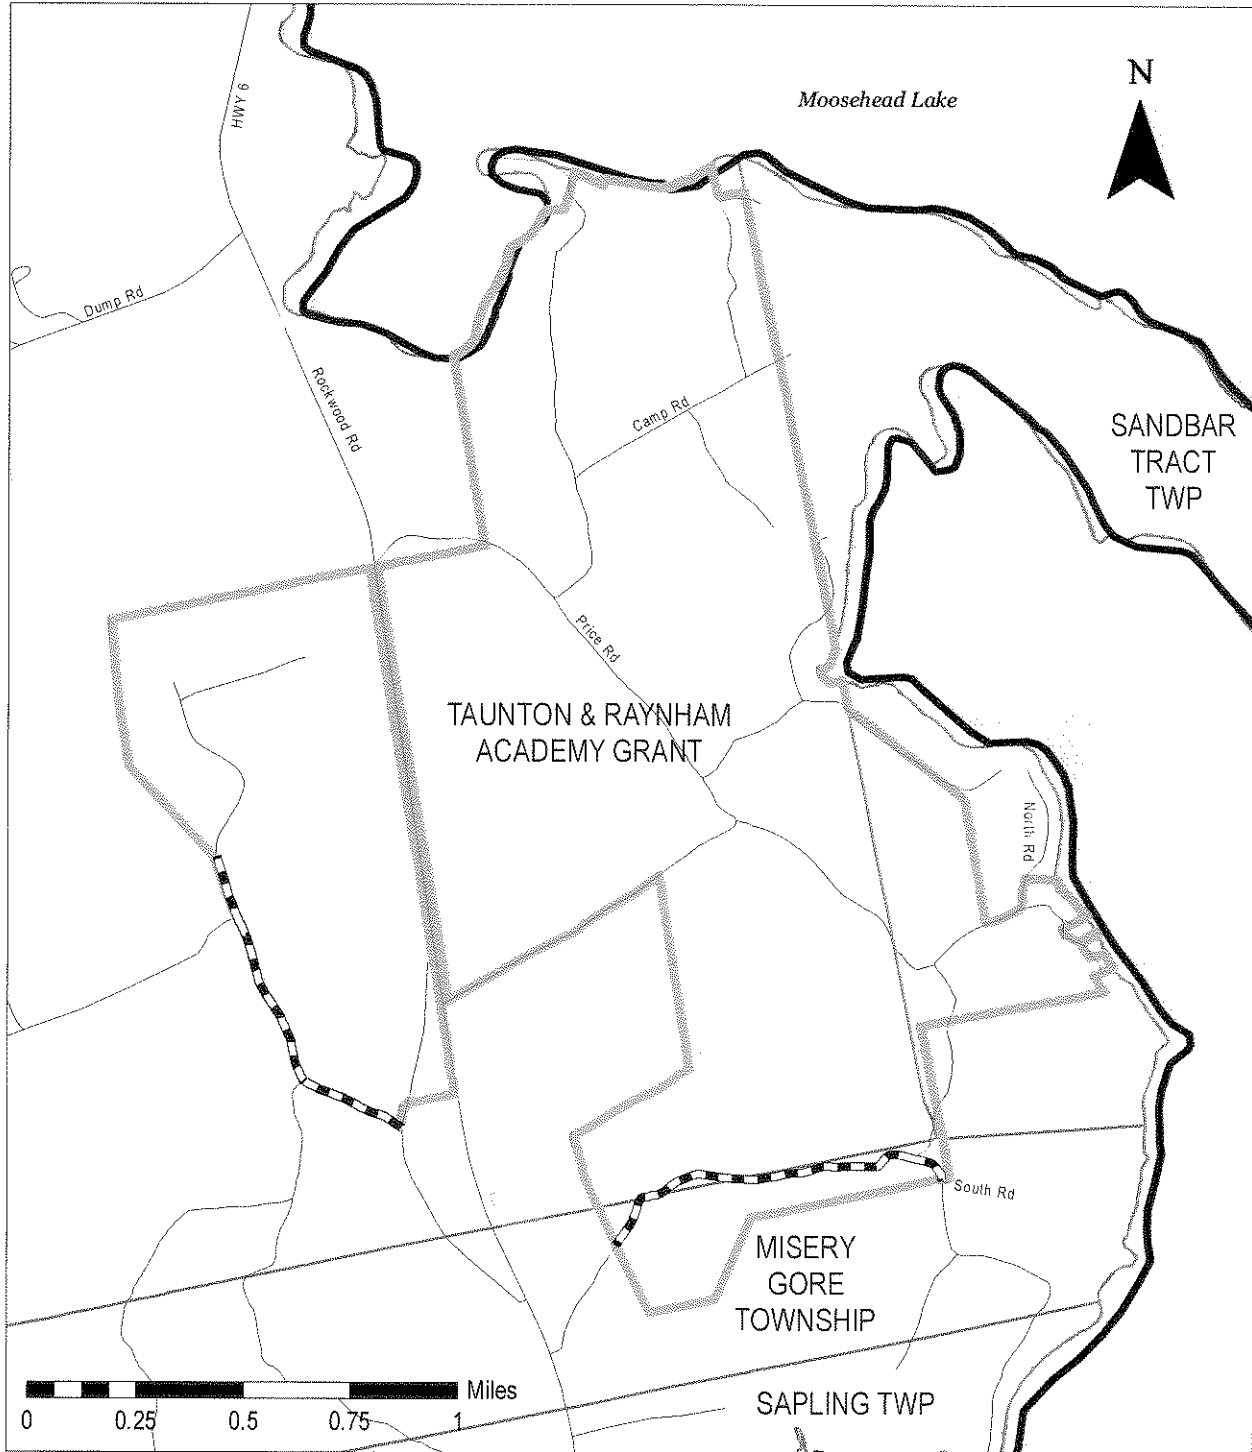 N
Moosehead Lake
HWY 6
Dump Rd
Rockwood Rd
Camp Rd
SANDBAR
TRACT
TWP
Price Rd
TAUNTON & RAYNHAM
ACADEMY GRANT
North Rd
South Rd
MISERY
GORE
TOWNSHIP
Miles
0 0.25 0.5 0.75 1
SAPLING TWP